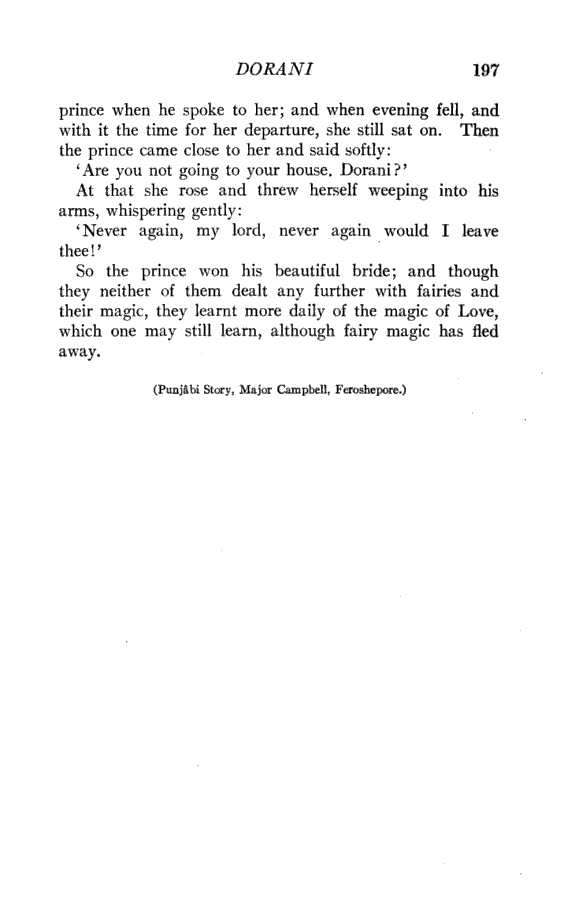 DORANI 197
prince when he spoke to her; and when evening fell, and
with it the time for her departure, she still sat on. Then
the prince came close to her and said softly:
‘Are you not going to your house, Dorani?’
At that she rose and threw herself weeping into his
arms, whispering gently:
‘Never again, my lord, never again would I leave
thee!’
So the prince won his beautiful bride; and though
they neither of them dealt any further with fairies and
their magic, they learnt more daily of the magic of Love,
which one may still learn, although fairy magic has fled
away.
(Punjâbi Story, Major Campbell, Feroshepore.)